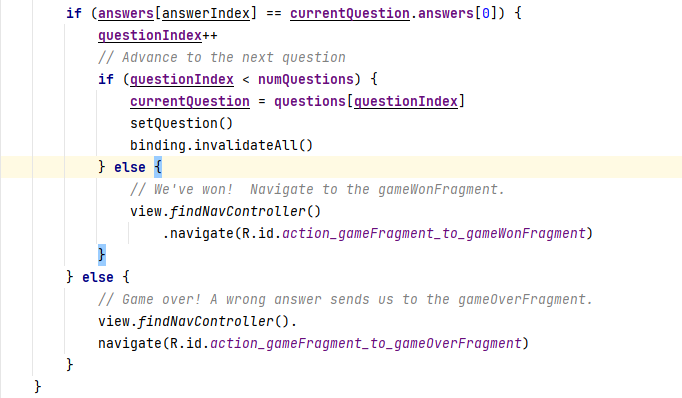 if (answers[answerIndex] == currentQuestion.answers[0]) {
questionIndex++
// Advance to the next question
if (questionIndex < numQuestions) {
currentQuestion = questions[questionIndex]
setQuestion()
binding.invalidateAll()
} else {
// We've won!  Navigate to the gameWonFragment.
view.findNavController()
.navigate(R.id.action_gameFragment_to_gameWonFragment)
}
} else {
// Game over! A wrong answer sends us to the gameOverFragment.
view.findNavController().
navigate(R.id.action_gameFragment_to_gameOverFragment)
}
}